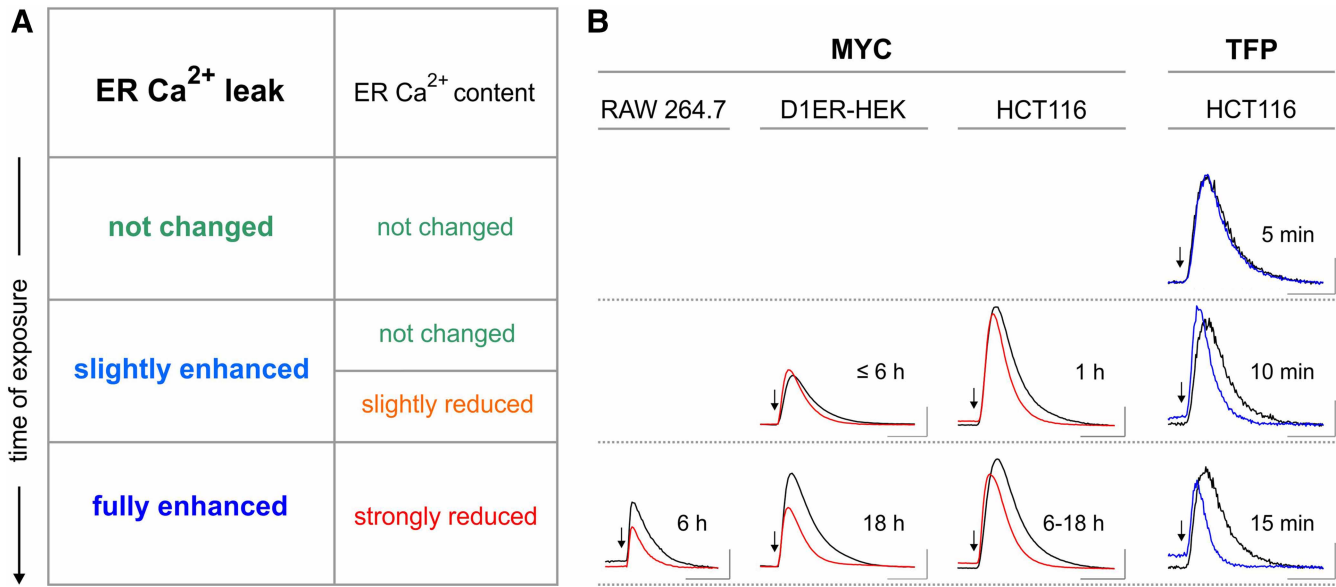 A
ER Ca2+ leak
ER Ca2+ content
time of exposure
not changed
not changed
slightly enhanced
not changed
slightly reduced
fully enhanced
strongly reduced
B
MYC
TFP
RAW 264.7
D1ER-HEK
HCT116
HCT116
5 min
≤ 6 h
1 h
10 min
6 h
18 h
6-18 h
15 min